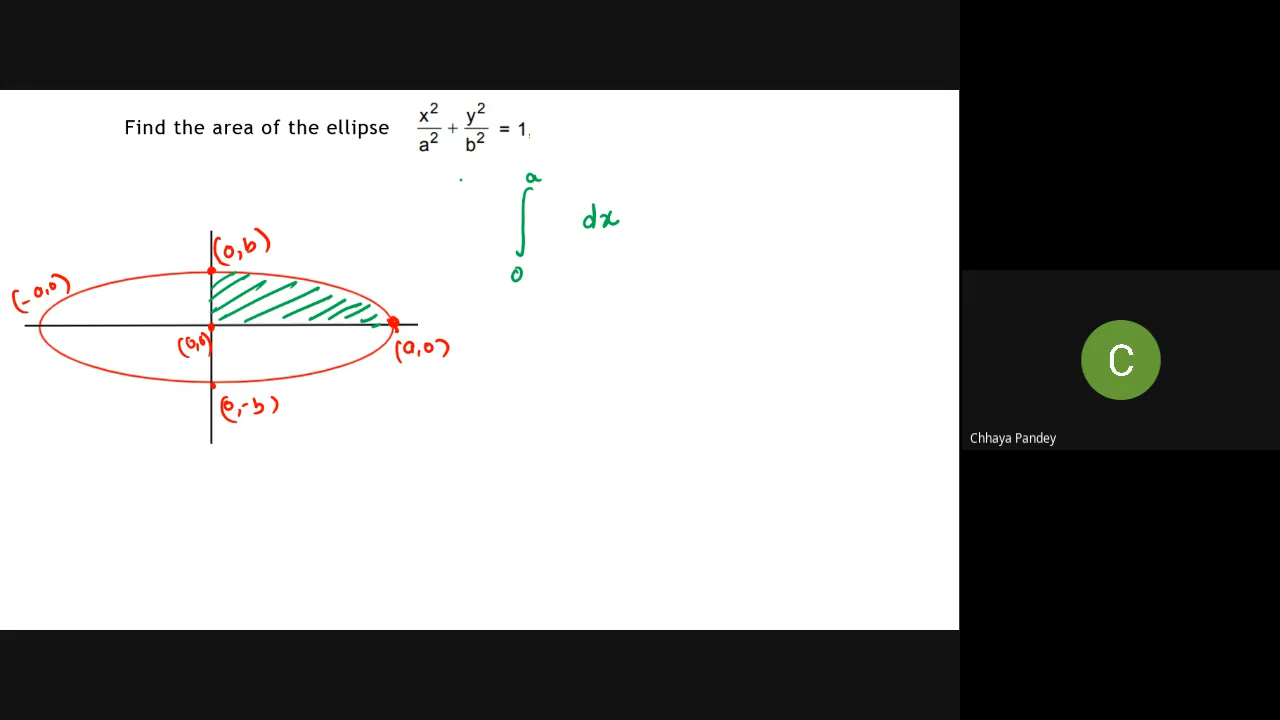 Find the area of the ellipse x²/a² + y²/b² = 1.
∫₀ᵃ dx
(0,b)
(-a,0)
(0,0)
(a,0)
(0,-b)
C
Chhaya Pandey